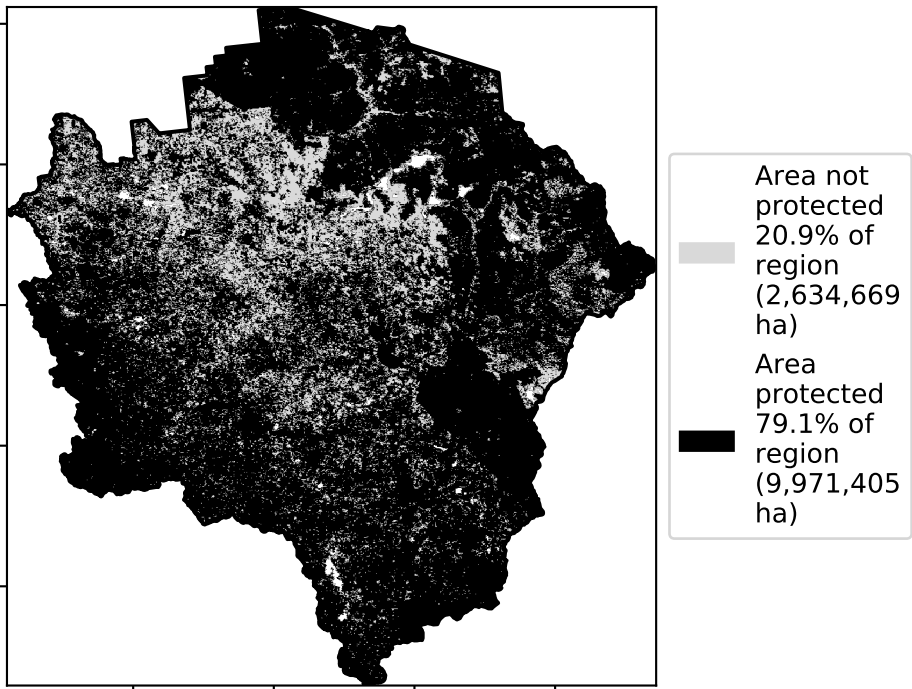 Area not
protected
20.9% of
region
(2,634,669
ha)
Area
protected
79.1% of
region
(9,971,405
ha)